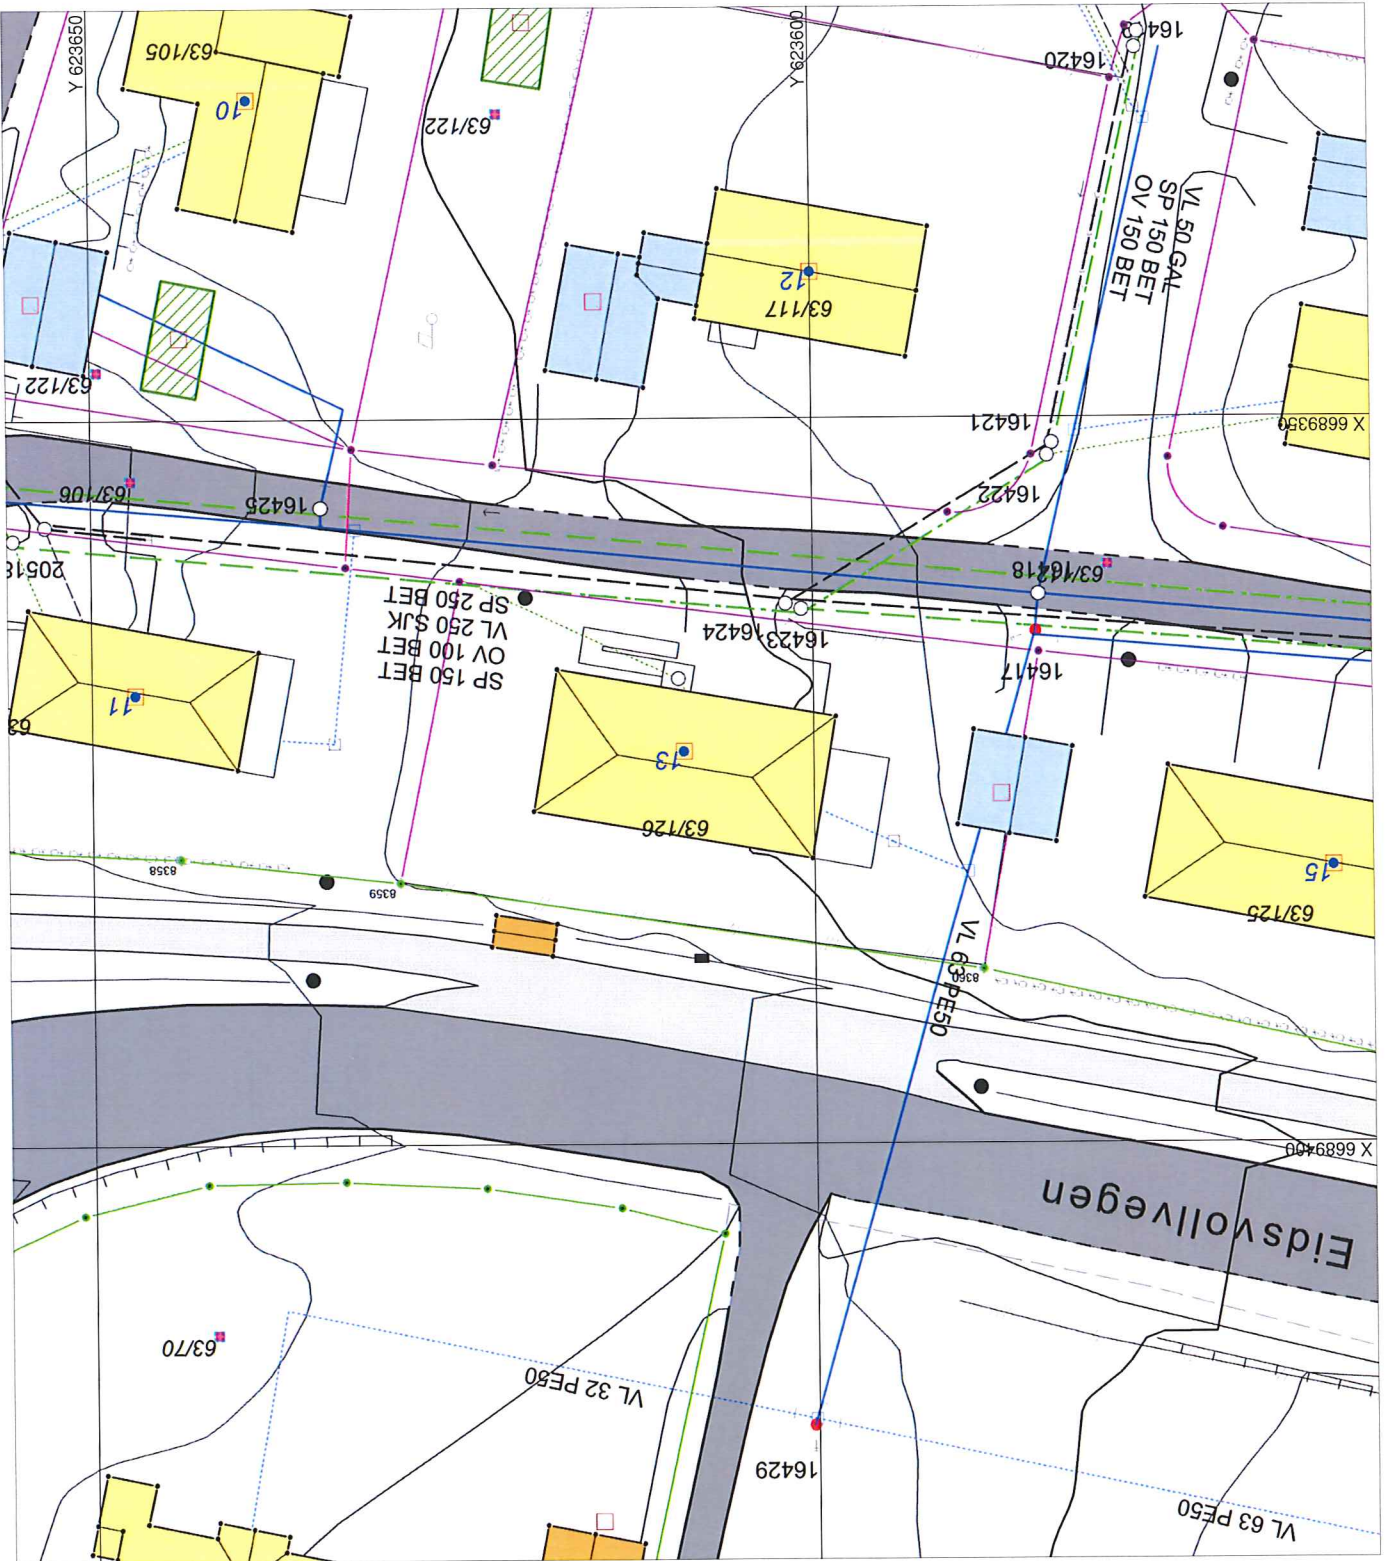 Y 623650
Y 623600
63/105
10
63/122
16420
VL 50 GAL
SP 150 BET
OV 150 BET
12
63/117
63/122
16421
X 6689350
16422
63/106
16425
16418
16424
16423
16417
SP 150 BET
OV 100 BET
VL 250 SJK
SP 250 BET
11
13
63/126
15
63/125
8358
8359
8360
VL 63 PE50
X 6689400
Eidsvollvegen
63/70
VL 32 PE50
16429
VL 63 PE50